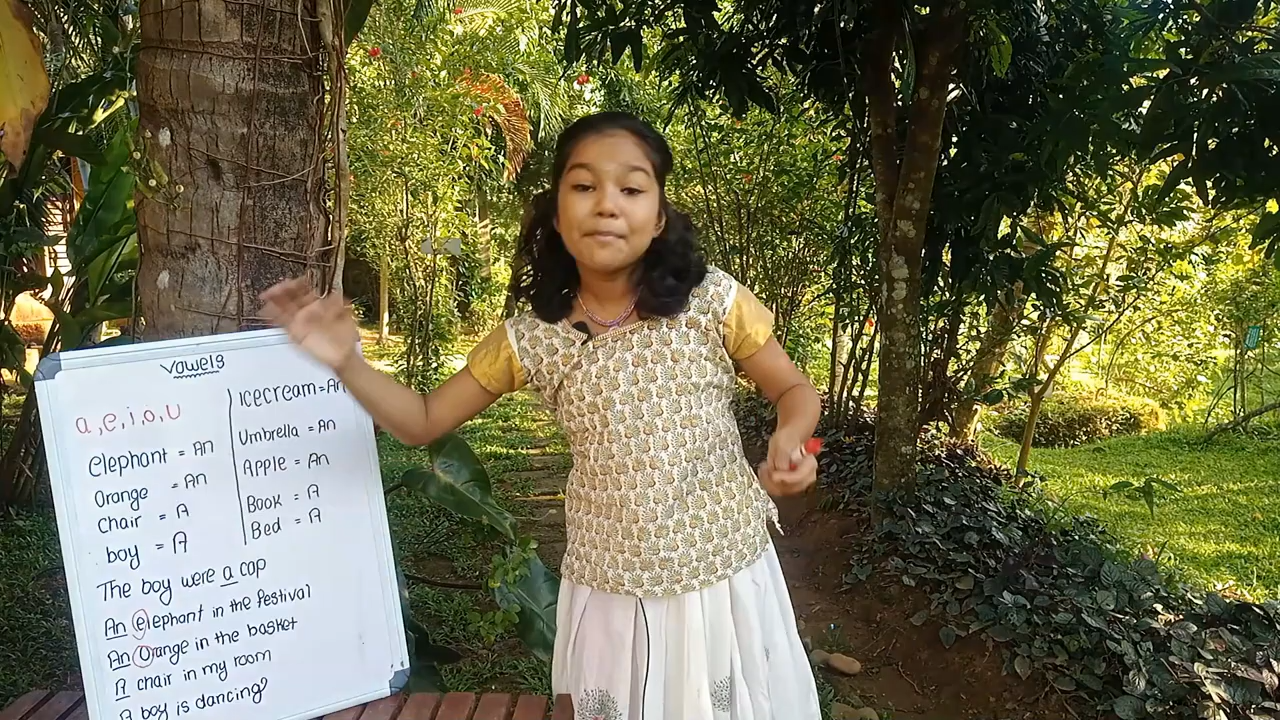 Vowels
a, e, i, o, u
elephant = An
Orange = An
Chair = A
boy = A
Icecream = An
Umbrella = An
Apple = An
Book = A
Bed = A
The boy were a cap
An elephant in the festival
An Orange in the basket
A chair in my room
A boy is dancing